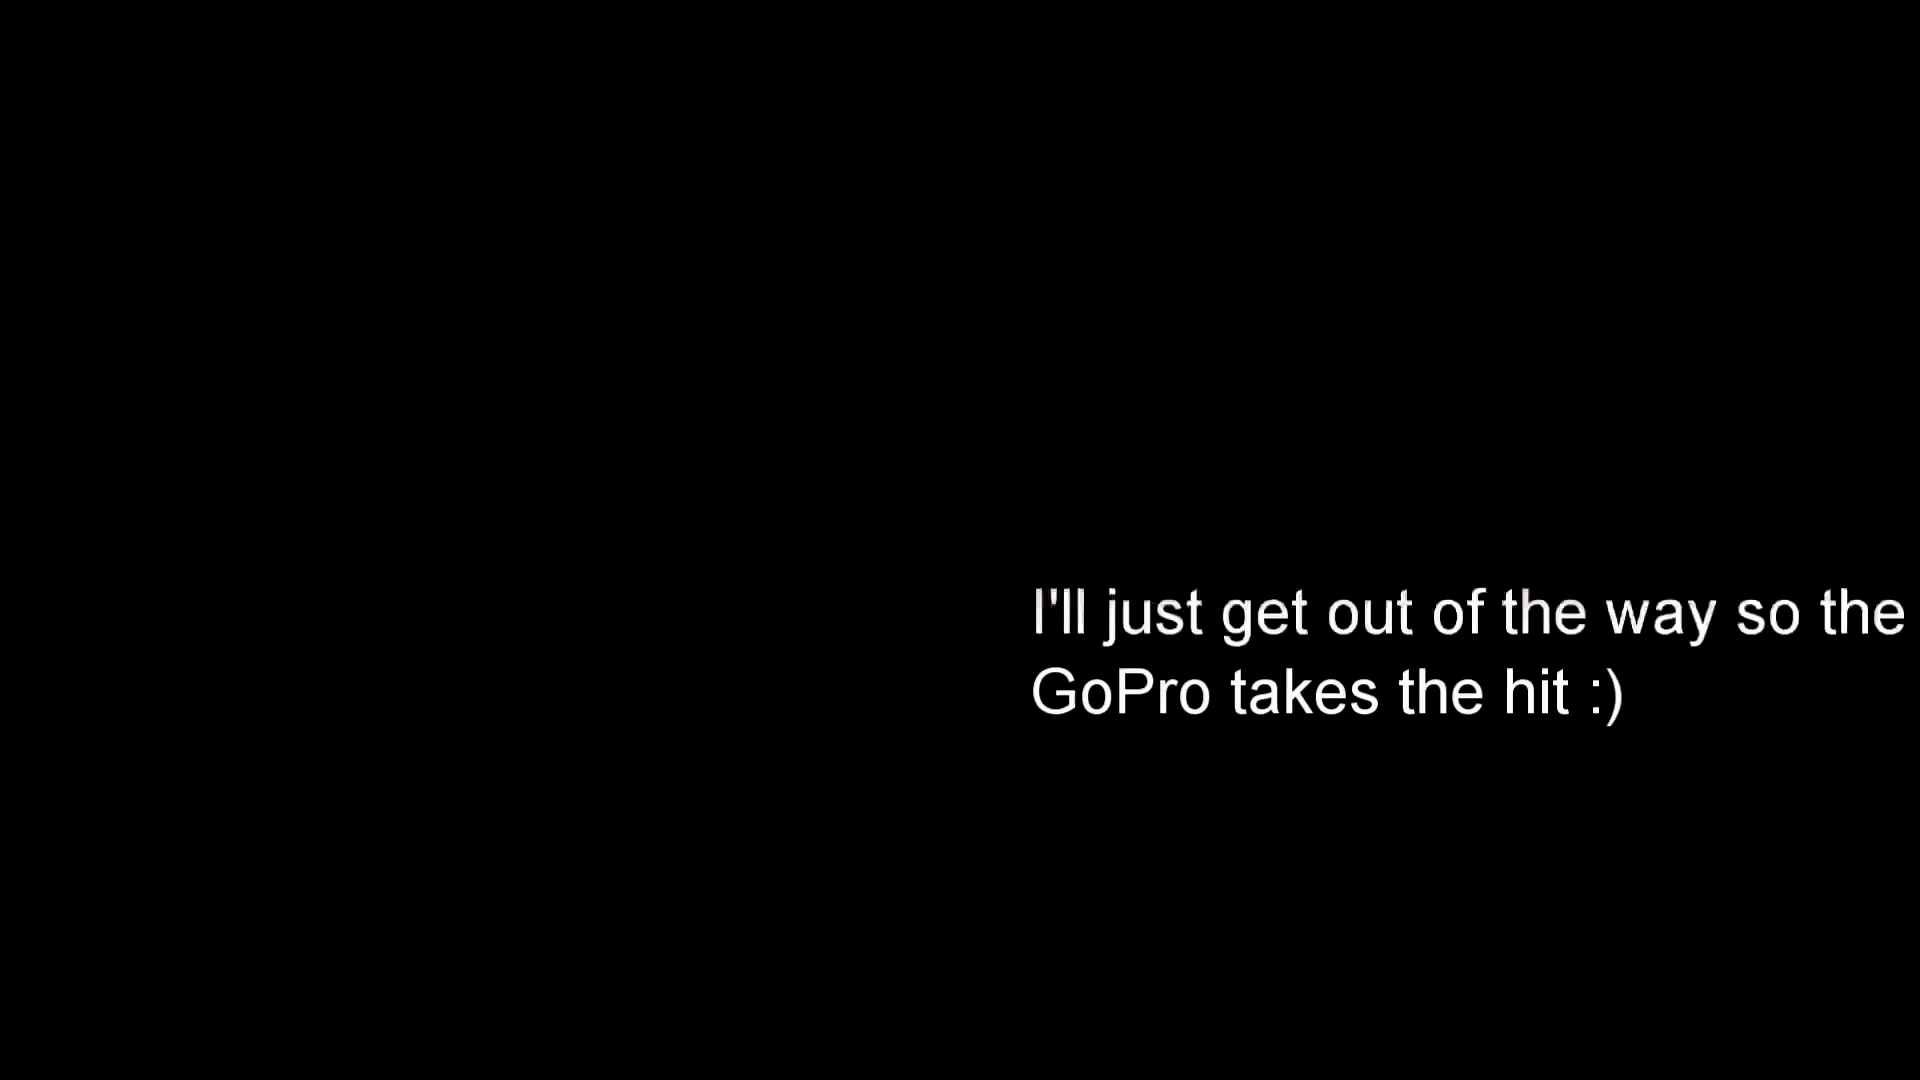 I'll just get out of the way so the
GoPro takes the hit :)